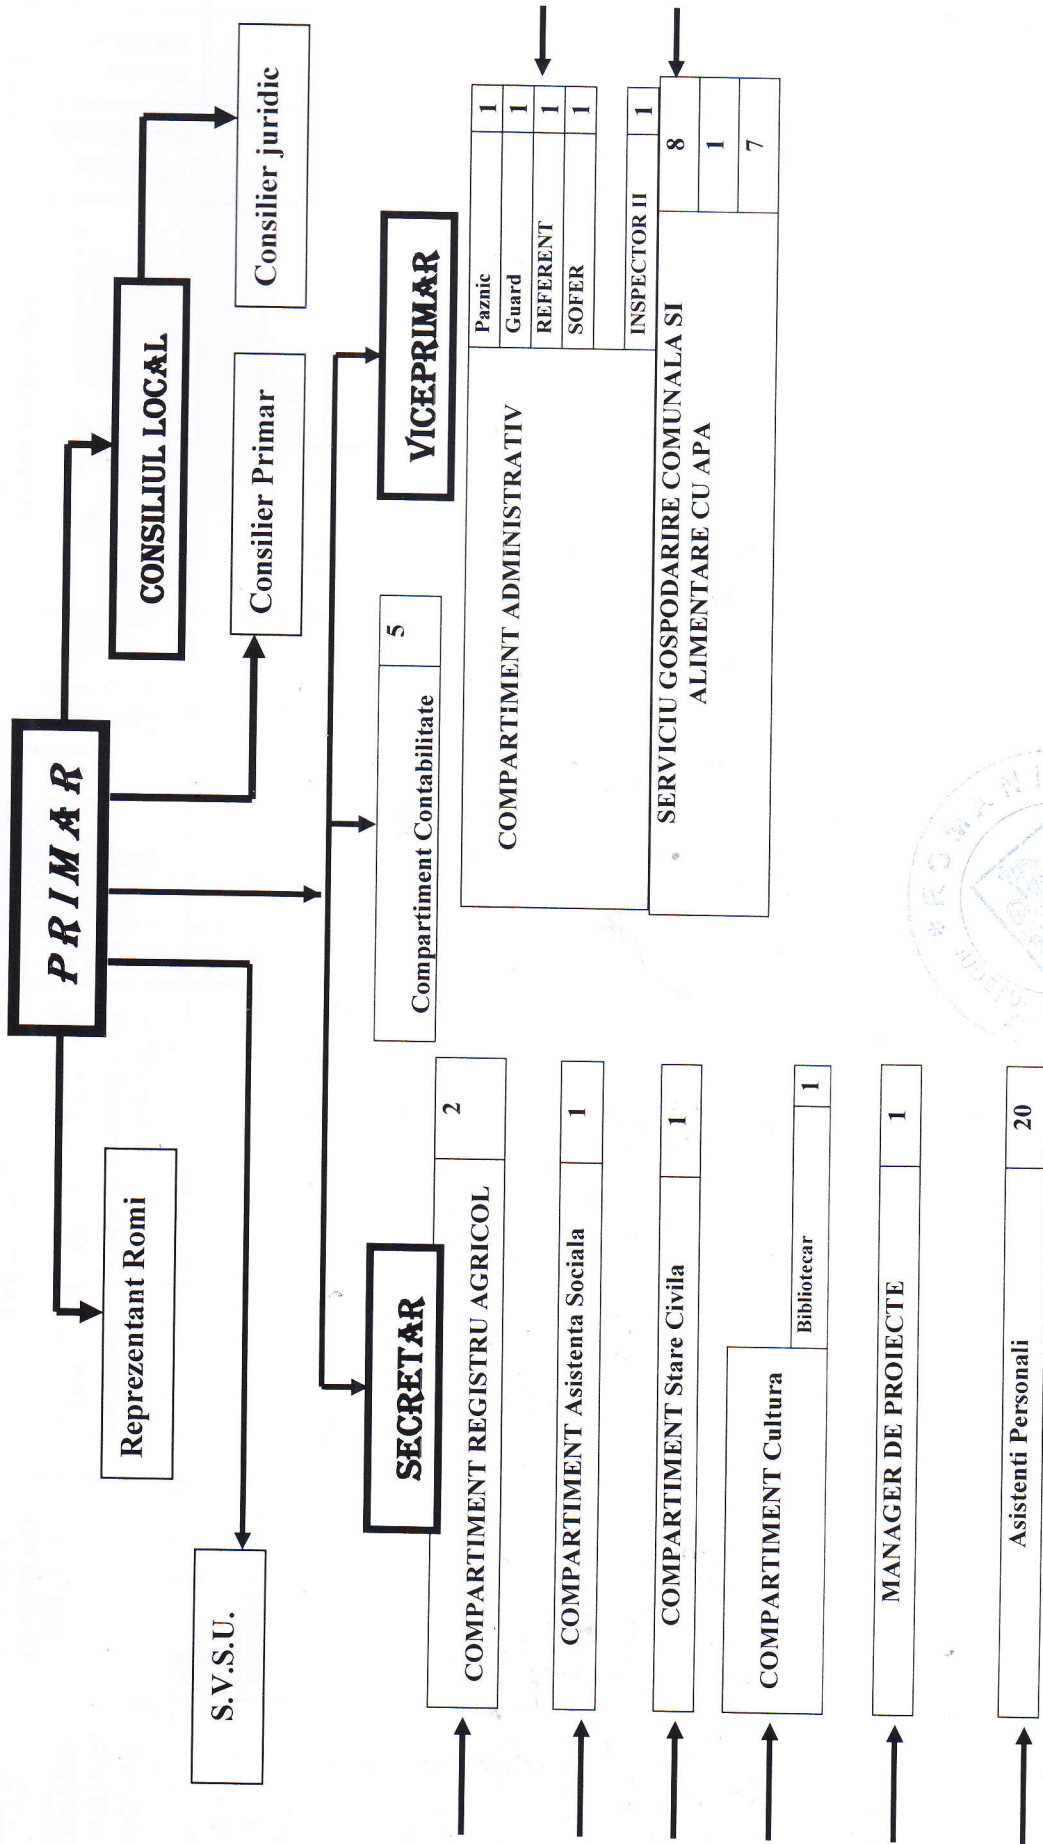 PRIMAR
CONSILIUL LOCAL
Reprezentant Romi
Consilier Primar
Consilier juridic
S.V.S.U.
SECRETAR
Compartiment Contabilitate 5
VICEPRIMAR
COMPARTIMENT REGISTRU AGRICOL 2
COMPARTIMENT Asistenta Sociala 1
COMPARTIMENT Stare Civila 1
COMPARTIMENT Cultura
Bibliotecar 1
MANAGER DE PROIECTE 1
Asistenti Personali 20
COMPARTIMENT ADMINISTRATIV
Paznic 1
Guard 1
REFERENT 1
SOFER 1
INSPECTOR II 1
SERVICIU GOSPODARIRE COMUNALA SI
ALIMENTARE CU APA
8
1
7